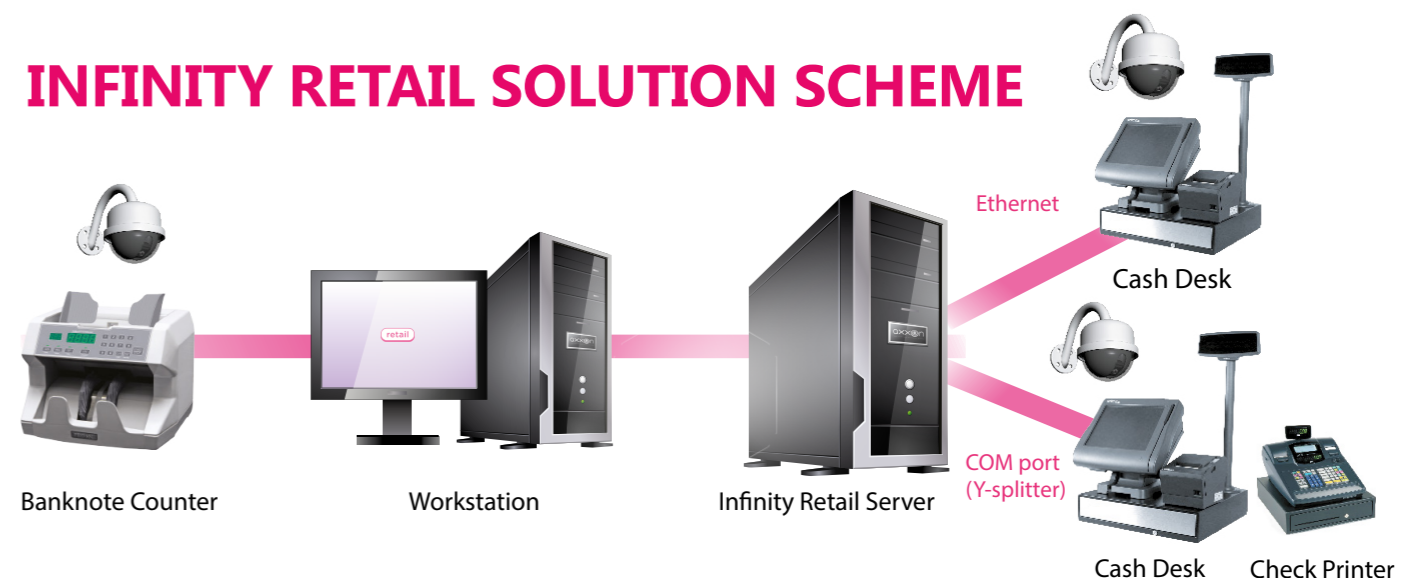 INFINITY RETAIL SOLUTION SCHEME
Ethernet
Cash Desk
retail
axxon
axxon
COM port
(Y-splitter)
Banknote Counter
Workstation
Infinity Retail Server
Cash Desk
Check Printer